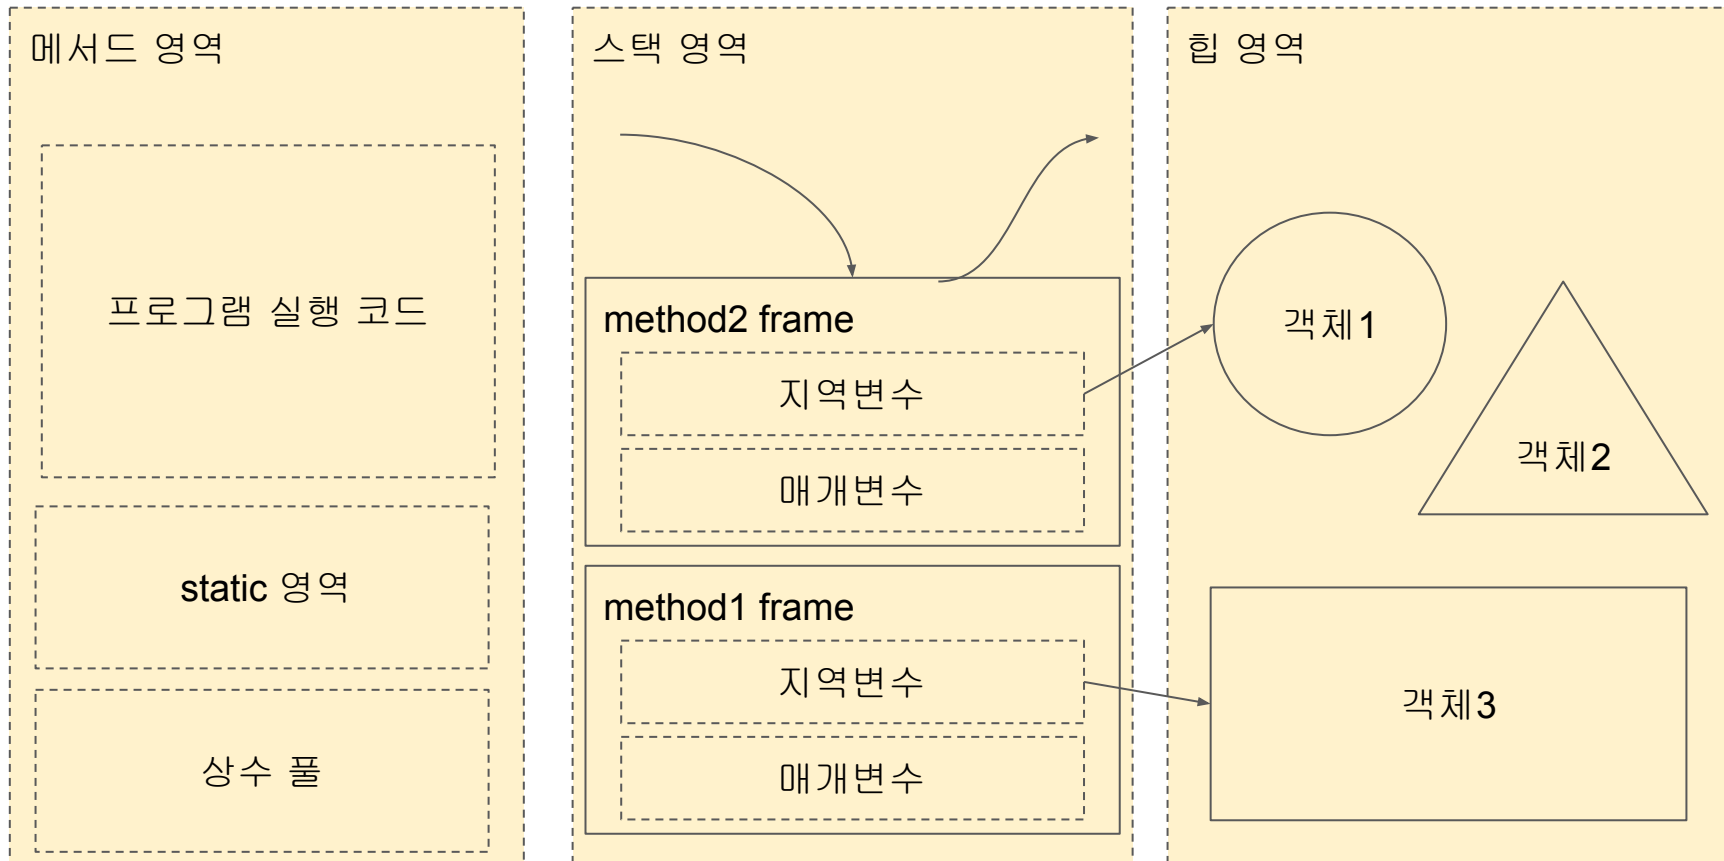 메서드 영역
프로그램 실행 코드
static 영역
상수 풀
스택 영역
method2 frame
지역변수
매개변수
method1 frame
지역변수
매개변수
힙 영역
객체1
객체2
객체3